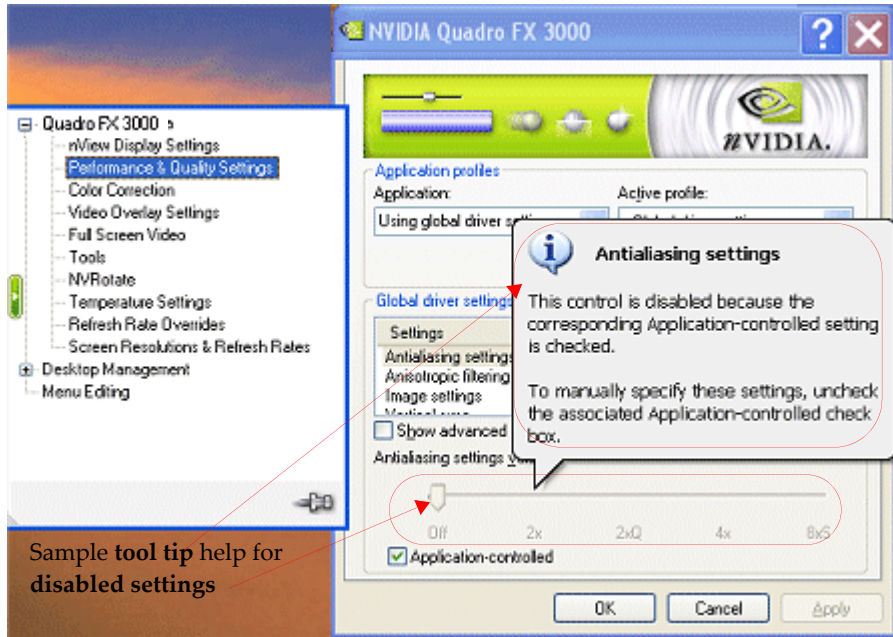 NVIDIA Quadro FX 3000
Quadro FX 3000
nView Display Settings
Performance & Quality Settings
Color Correction
Video Overlay Settings
Full Screen Video
Tools
NVRotate
Temperature Settings
Refresh Rate Overrides
Screen Resolutions & Refresh Rates
Desktop Management
Menu Editing
nVIDIA.
Application profiles
Application:
Active profile:
Using global driver
Antialiasing settings
This control is disabled because the
corresponding Application-controlled setting
is checked.
To manually specify these settings, uncheck
the associated Application-controlled check
box.
Global driver settings
Settings
Antialiasing settings
Anisotropic filtering
Image settings
Show advanced
Antialiasing settings
Off 2x 2xQ 4x 8xS
Application-controlled
OK Cancel Apply
Sample tool tip help for
disabled settings